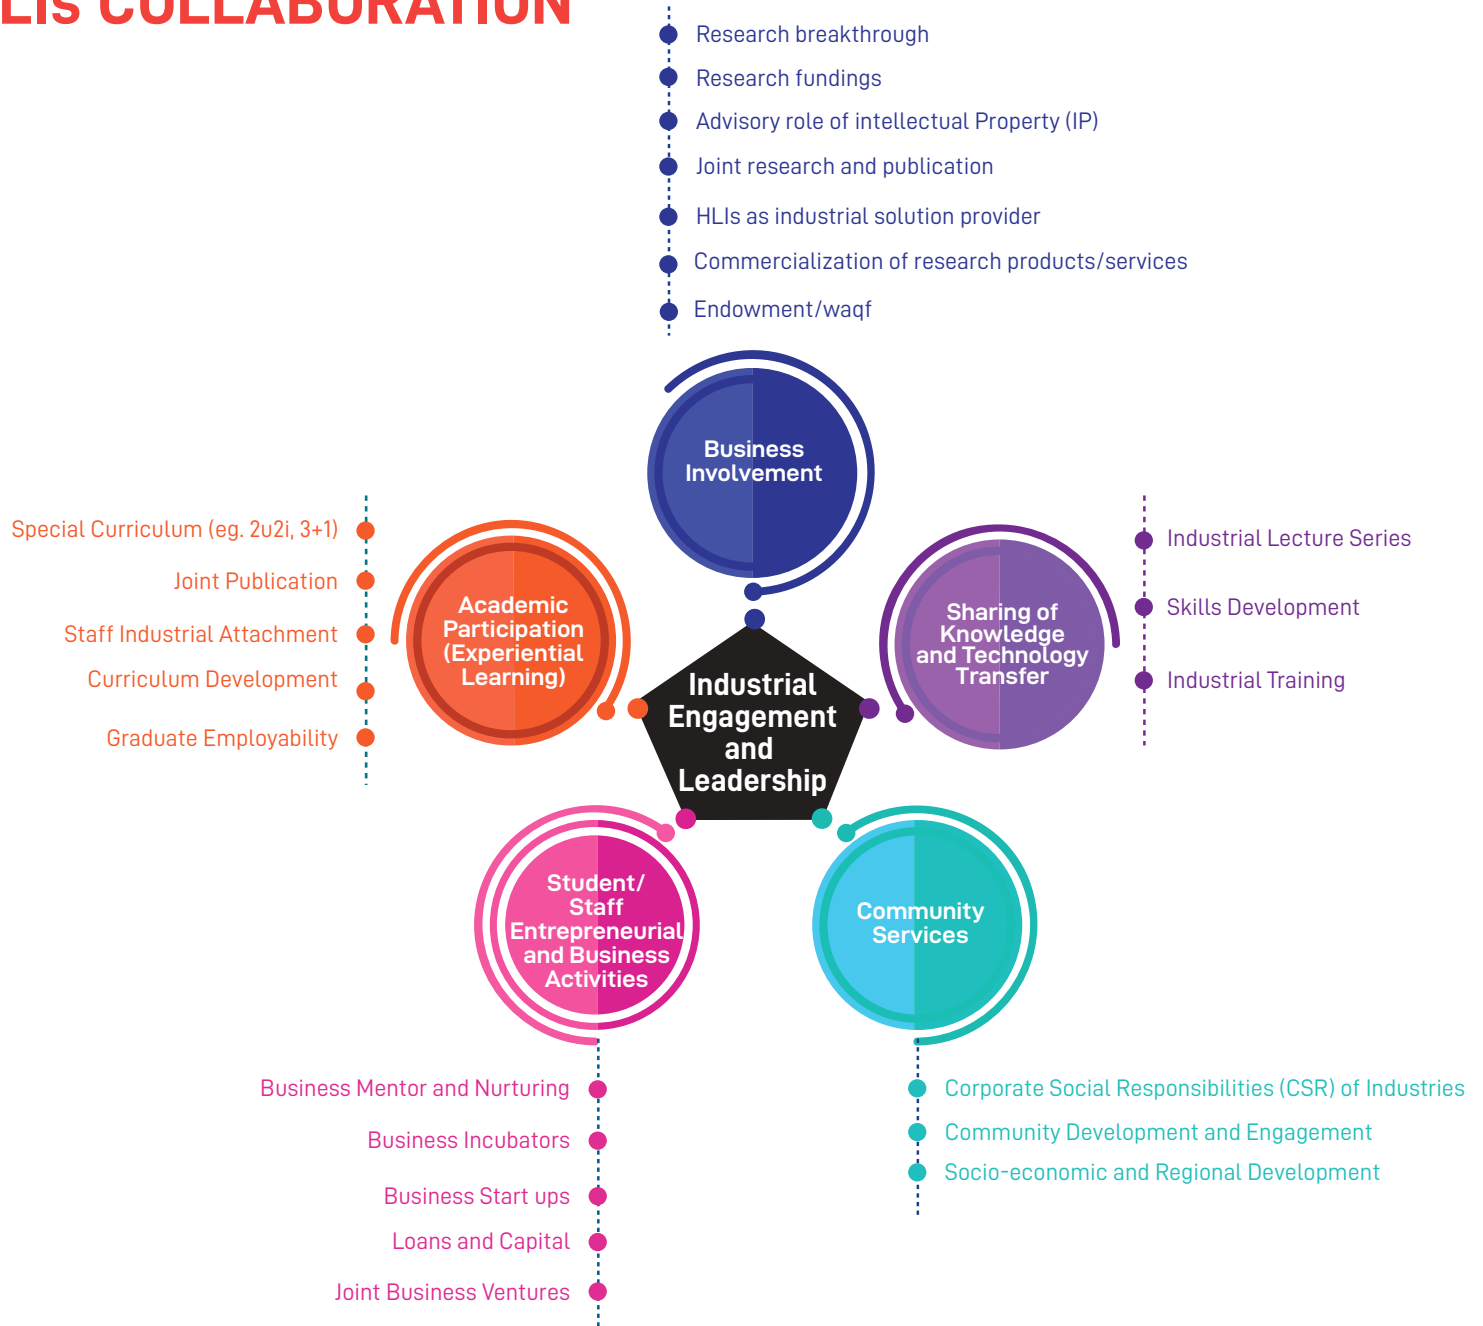 LIs COLLABORATION
Research breakthrough
Research fundings
Advisory role of intellectual Property (IP)
Joint research and publication
HLIs as industrial solution provider
Commercialization of research products/services
Endowment/waqf
Business
Involvement
Special Curriculum (eg. 2u2i, 3+1)
Joint Publication
Staff Industrial Attachment
Curriculum Development
Graduate Employability
Academic
Participation
(Experiential
Learning)
Sharing of
Knowledge
and Technology
Transfer
Industrial Lecture Series
Skills Development
Industrial Training
Industrial
Engagement
and
Leadership
Student/
Staff
Entrepreneurial
and Business
Activities
Community
Services
Business Mentor and Nurturing
Business Incubators
Business Start ups
Loans and Capital
Joint Business Ventures
Corporate Social Responsibilities (CSR) of Industries
Community Development and Engagement
Socio-economic and Regional Development